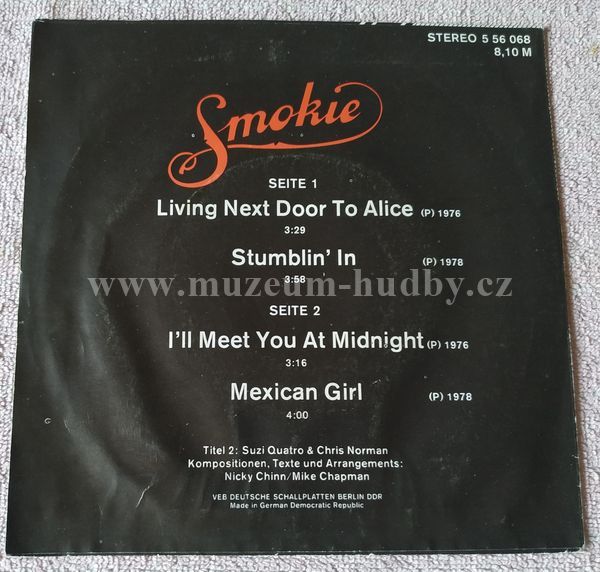 STEREO 5 56 068
8,10 M
Smokie
SEITE 1
Living Next Door To Alice (P) 1976
3:29
Stumblin' In (P) 1978
3:58
www.muzeum-hudby.cz
SEITE 2
I'll Meet You At Midnight (P) 1976
3:16
Mexican Girl (P) 1978
4:00
Titel 2: Suzi Quatro & Chris Norman
Kompositionen, Texte und Arrangements:
Nicky Chinn/Mike Chapman
VEB DEUTSCHE SCHALLPLATTEN BERLIN DDR
Made in German Democratic Republic